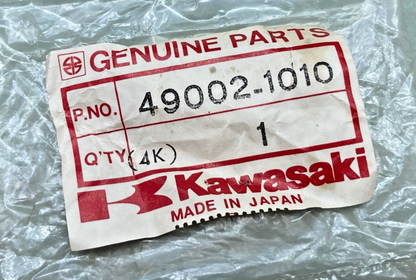 GENUINE PARTS
P.NO. 49002-1010
Q'TY (4K) 1
Kawasaki
MADE IN JAPAN